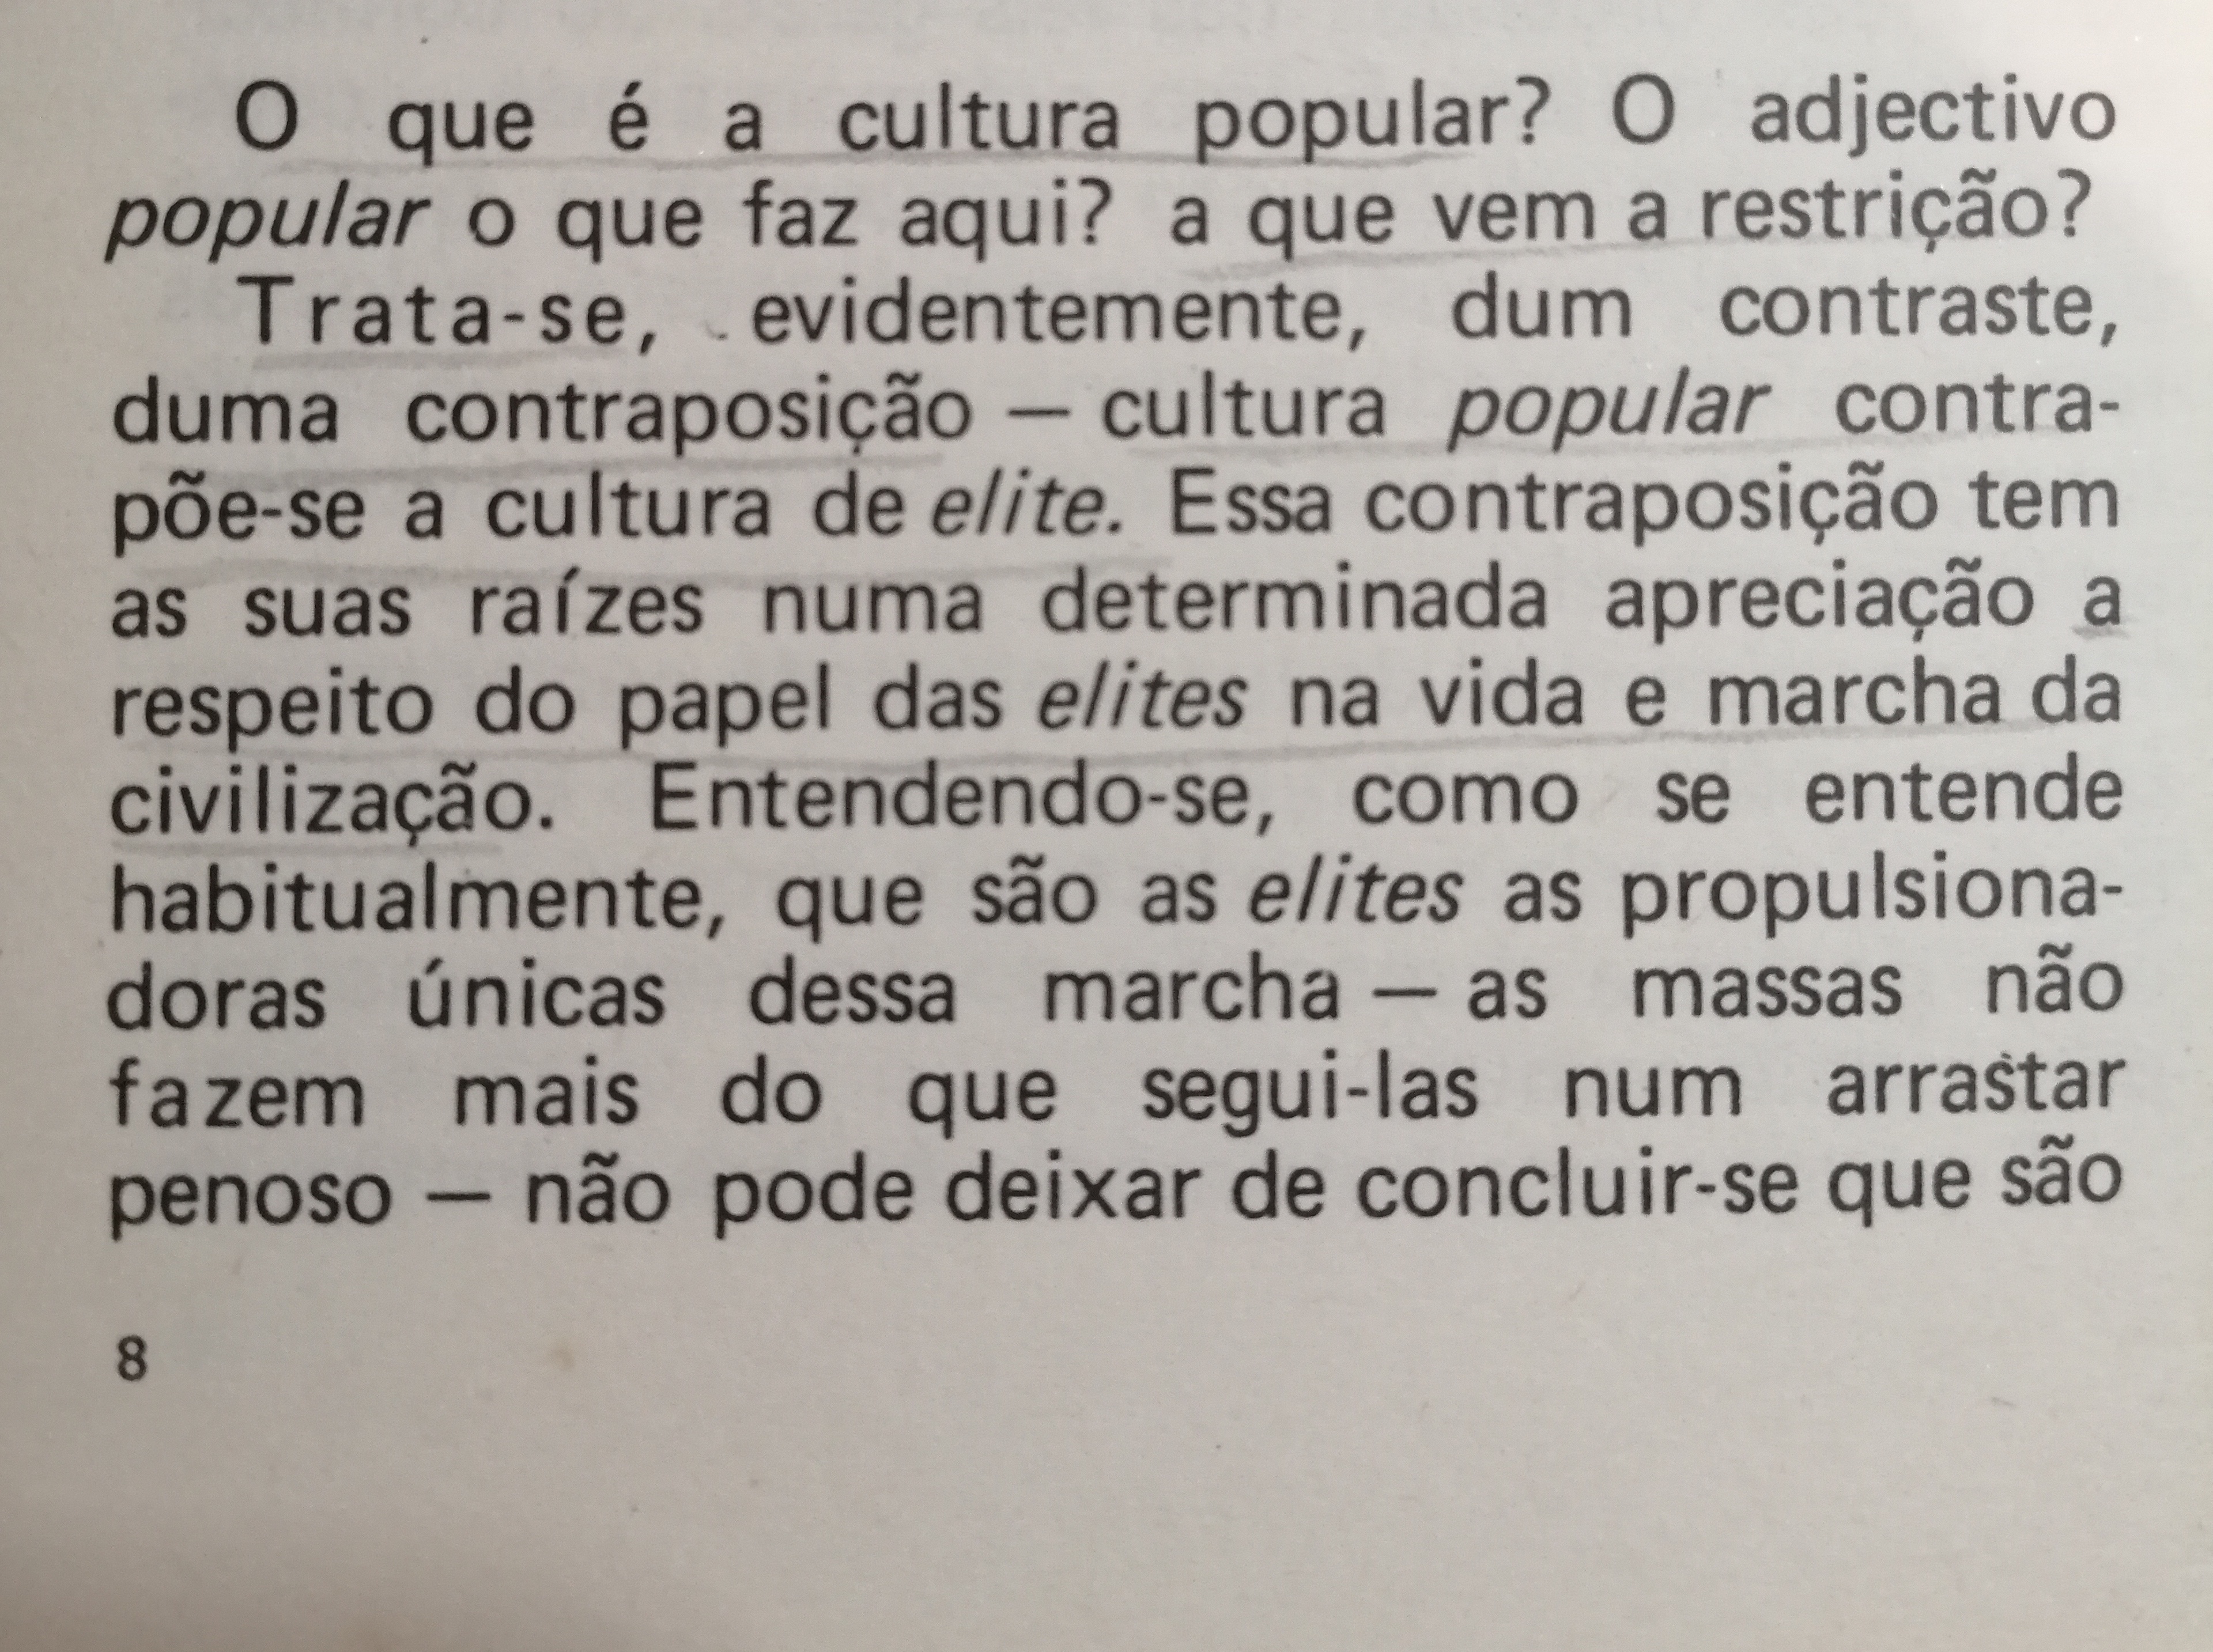 O que é a cultura popular? O adjectivo
popular o que faz aqui? a que vem a restrição?
Trata-se, evidentemente, dum contraste,
duma contraposição — cultura popular contra-
põe-se a cultura de elite. Essa contraposição tem
as suas raízes numa determinada apreciação a
respeito do papel das elites na vida e marcha da
civilização. Entendendo-se, como se entende
habitualmente, que são as elites as propulsiona-
doras únicas dessa marcha — as massas não
fazem mais do que segui-las num arrastar
penoso — não pode deixar de concluir-se que são
8